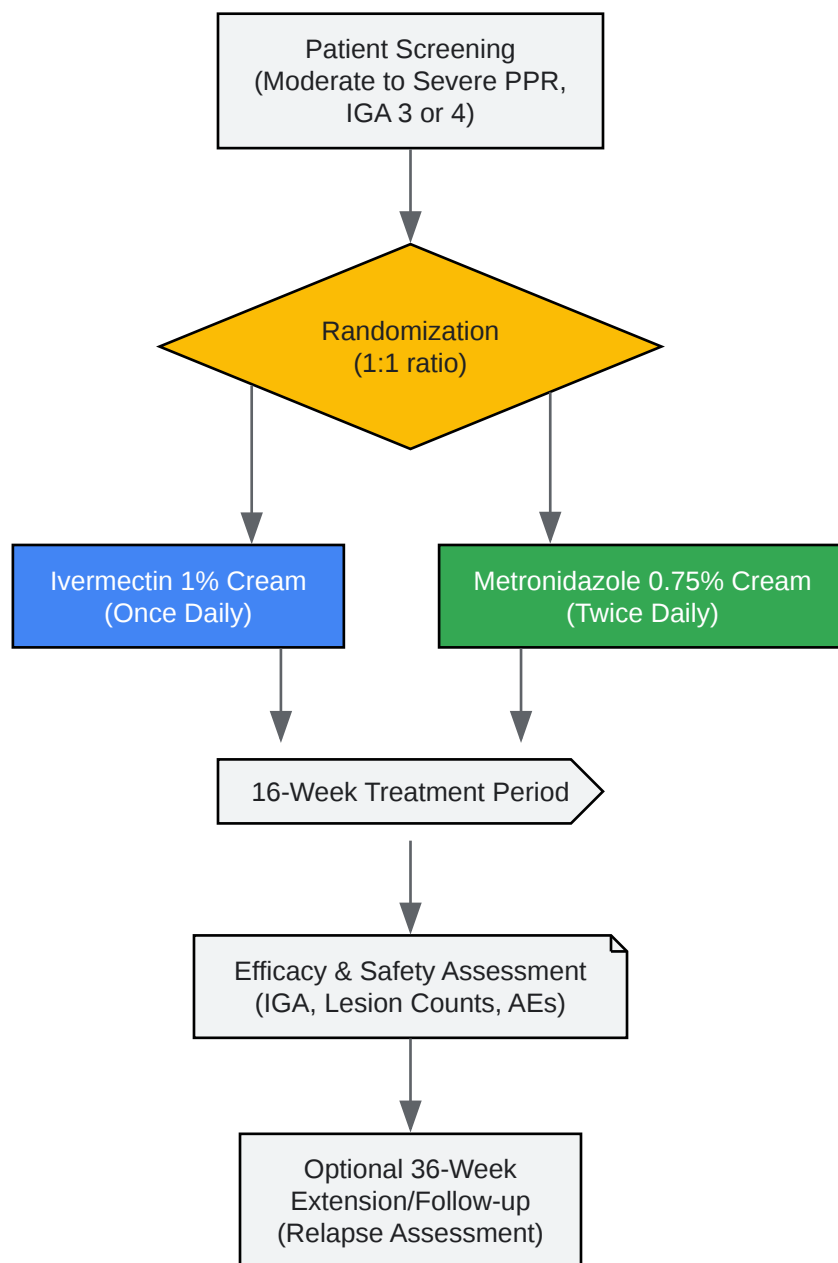 Patient Screening
(Moderate to Severe PPR,
IGA 3 or 4)
Randomization
(1:1 ratio)
Ivermectin 1% Cream
(Once Daily)
Metronidazole 0.75% Cream
(Twice Daily)
16-Week Treatment Period
Efficacy & Safety Assessment
(IGA, Lesion Counts, AEs)
Optional 36-Week
Extension/Follow-up
(Relapse Assessment)